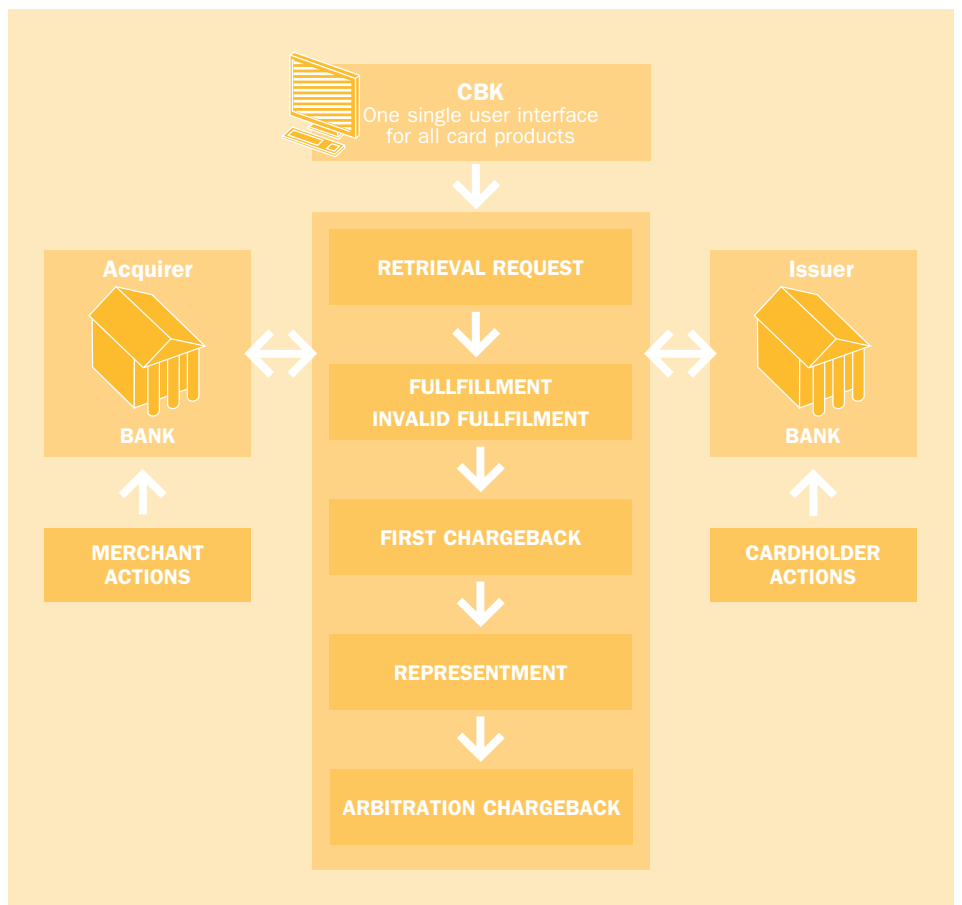 CBK
One single user interface
for all card products
RETRIEVAL REQUEST
Acquirer
BANK
Issuer
BANK
FULLFILLMENT
INVALID FULLFILMENT
MERCHANT
ACTIONS
FIRST CHARGEBACK
CARDHOLDER
ACTIONS
REPRESENTMENT
ARBITRATION CHARGEBACK